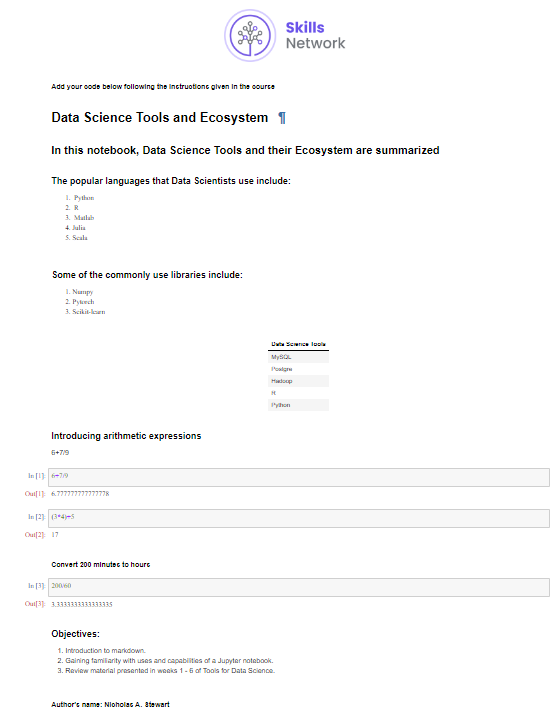 Skills
Network
Add your code below following the instructions given in the course
Data Science Tools and Ecosystem ¶
In this notebook, Data Science Tools and their Ecosystem are summarized
The popular languages that Data Scientists use include:
1. Python
2. R
3. Matlab
4. Julia
5. Scala
Some of the commonly use libraries include:
1. Numpy
2. Pytorch
3. Scikit-learn
Data Science Tools
MySQL
Postgre
Hadoop
R
Python
Introducing arithmetic expressions
6+7/9
In [1]: 6+7/9
Out[1]: 6.777777777777778
In [2]: (3*4)+5
Out[2]: 17
Convert 200 minutes to hours
In [3]: 200/60
Out[3]: 3.3333333333333335
Objectives:
1. Introduction to markdown.
2. Gaining familiarity with uses and capabilities of a Jupyter notebook.
3. Review material presented in weeks 1 - 6 of Tools for Data Science.
Author's name: Nicholas A. Stewart